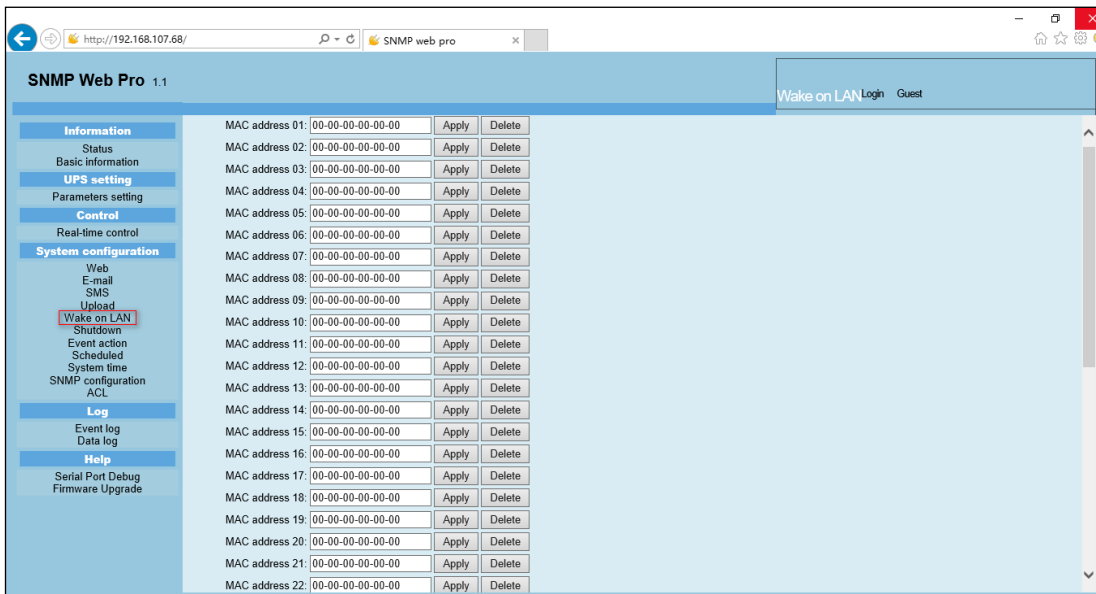 http://192.168.107.68/
SNMP web pro
SNMP Web Pro 1.1
Wake on LAN Login Guest
Information
Status
Basic information
UPS setting
Parameters setting
Control
Real-time control
System configuration
Web
E-mail
SMS
Upload
Wake on LAN
Shutdown
Event action
Scheduled
System time
SNMP configuration
ACL
Log
Event log
Data log
Help
Serial Port Debug
Firmware Upgrade
MAC address 01: 00-00-00-00-00-00 Apply Delete
MAC address 02: 00-00-00-00-00-00 Apply Delete
MAC address 03: 00-00-00-00-00-00 Apply Delete
MAC address 04: 00-00-00-00-00-00 Apply Delete
MAC address 05: 00-00-00-00-00-00 Apply Delete
MAC address 06: 00-00-00-00-00-00 Apply Delete
MAC address 07: 00-00-00-00-00-00 Apply Delete
MAC address 08: 00-00-00-00-00-00 Apply Delete
MAC address 09: 00-00-00-00-00-00 Apply Delete
MAC address 10: 00-00-00-00-00-00 Apply Delete
MAC address 11: 00-00-00-00-00-00 Apply Delete
MAC address 12: 00-00-00-00-00-00 Apply Delete
MAC address 13: 00-00-00-00-00-00 Apply Delete
MAC address 14: 00-00-00-00-00-00 Apply Delete
MAC address 15: 00-00-00-00-00-00 Apply Delete
MAC address 16: 00-00-00-00-00-00 Apply Delete
MAC address 17: 00-00-00-00-00-00 Apply Delete
MAC address 18: 00-00-00-00-00-00 Apply Delete
MAC address 19: 00-00-00-00-00-00 Apply Delete
MAC address 20: 00-00-00-00-00-00 Apply Delete
MAC address 21: 00-00-00-00-00-00 Apply Delete
MAC address 22: 00-00-00-00-00-00 Apply Delete